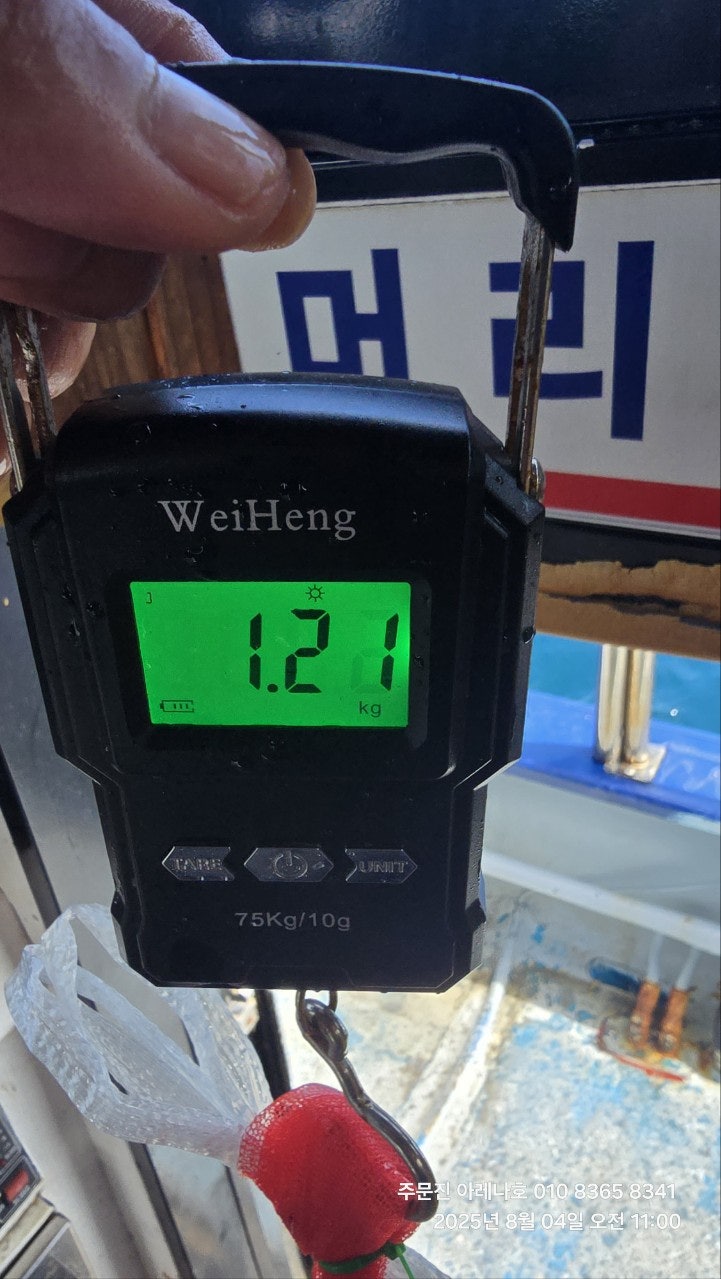 머리
WeiHeng
1.21
kg
TARE
UNIT
75Kg/10g
주문진 아레나호 010 8365 8341
2025년 8월 04일 오전 11:00